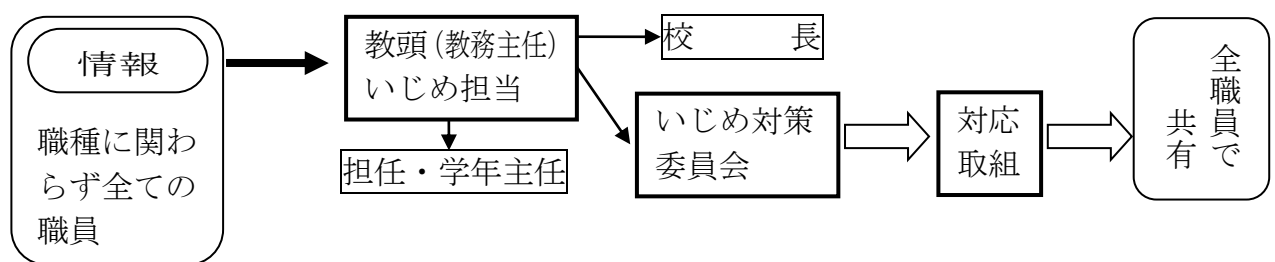 情報
職種に関わ
らず全ての
職員
教頭（教務主任）
いじめ担当
担任・学年主任
校　　長
いじめ対策
委員会
対応
取組
全職員で
共有